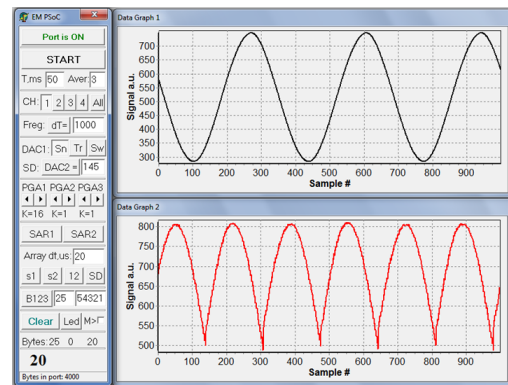 EM PSoC
Port is ON
START
T.ms 50 Aver: 3
CH: 1 2 3 4 All
Freg: dT= 1000
DAC1: Sn Tr Sw
SD: DAC2 = 145
PGA1 PGA2 PGA3
K=16 K=1 K=1
SAR1 SAR2
Array dt,us: 20
s1 s2 12 SD
B123 25 54321
Clear Led M>
Bytes: 25 0 20
20
Bytes in port: 4000
Data Graph 1
Signal a.u.
700
650
600
550
500
450
400
350
300
0 100 200 300 400 500 600 700 800 900
Sample #
Data Graph 2
Signal a.u.
800
750
700
650
600
550
500
0 100 200 300 400 500 600 700 800 900
Sample #